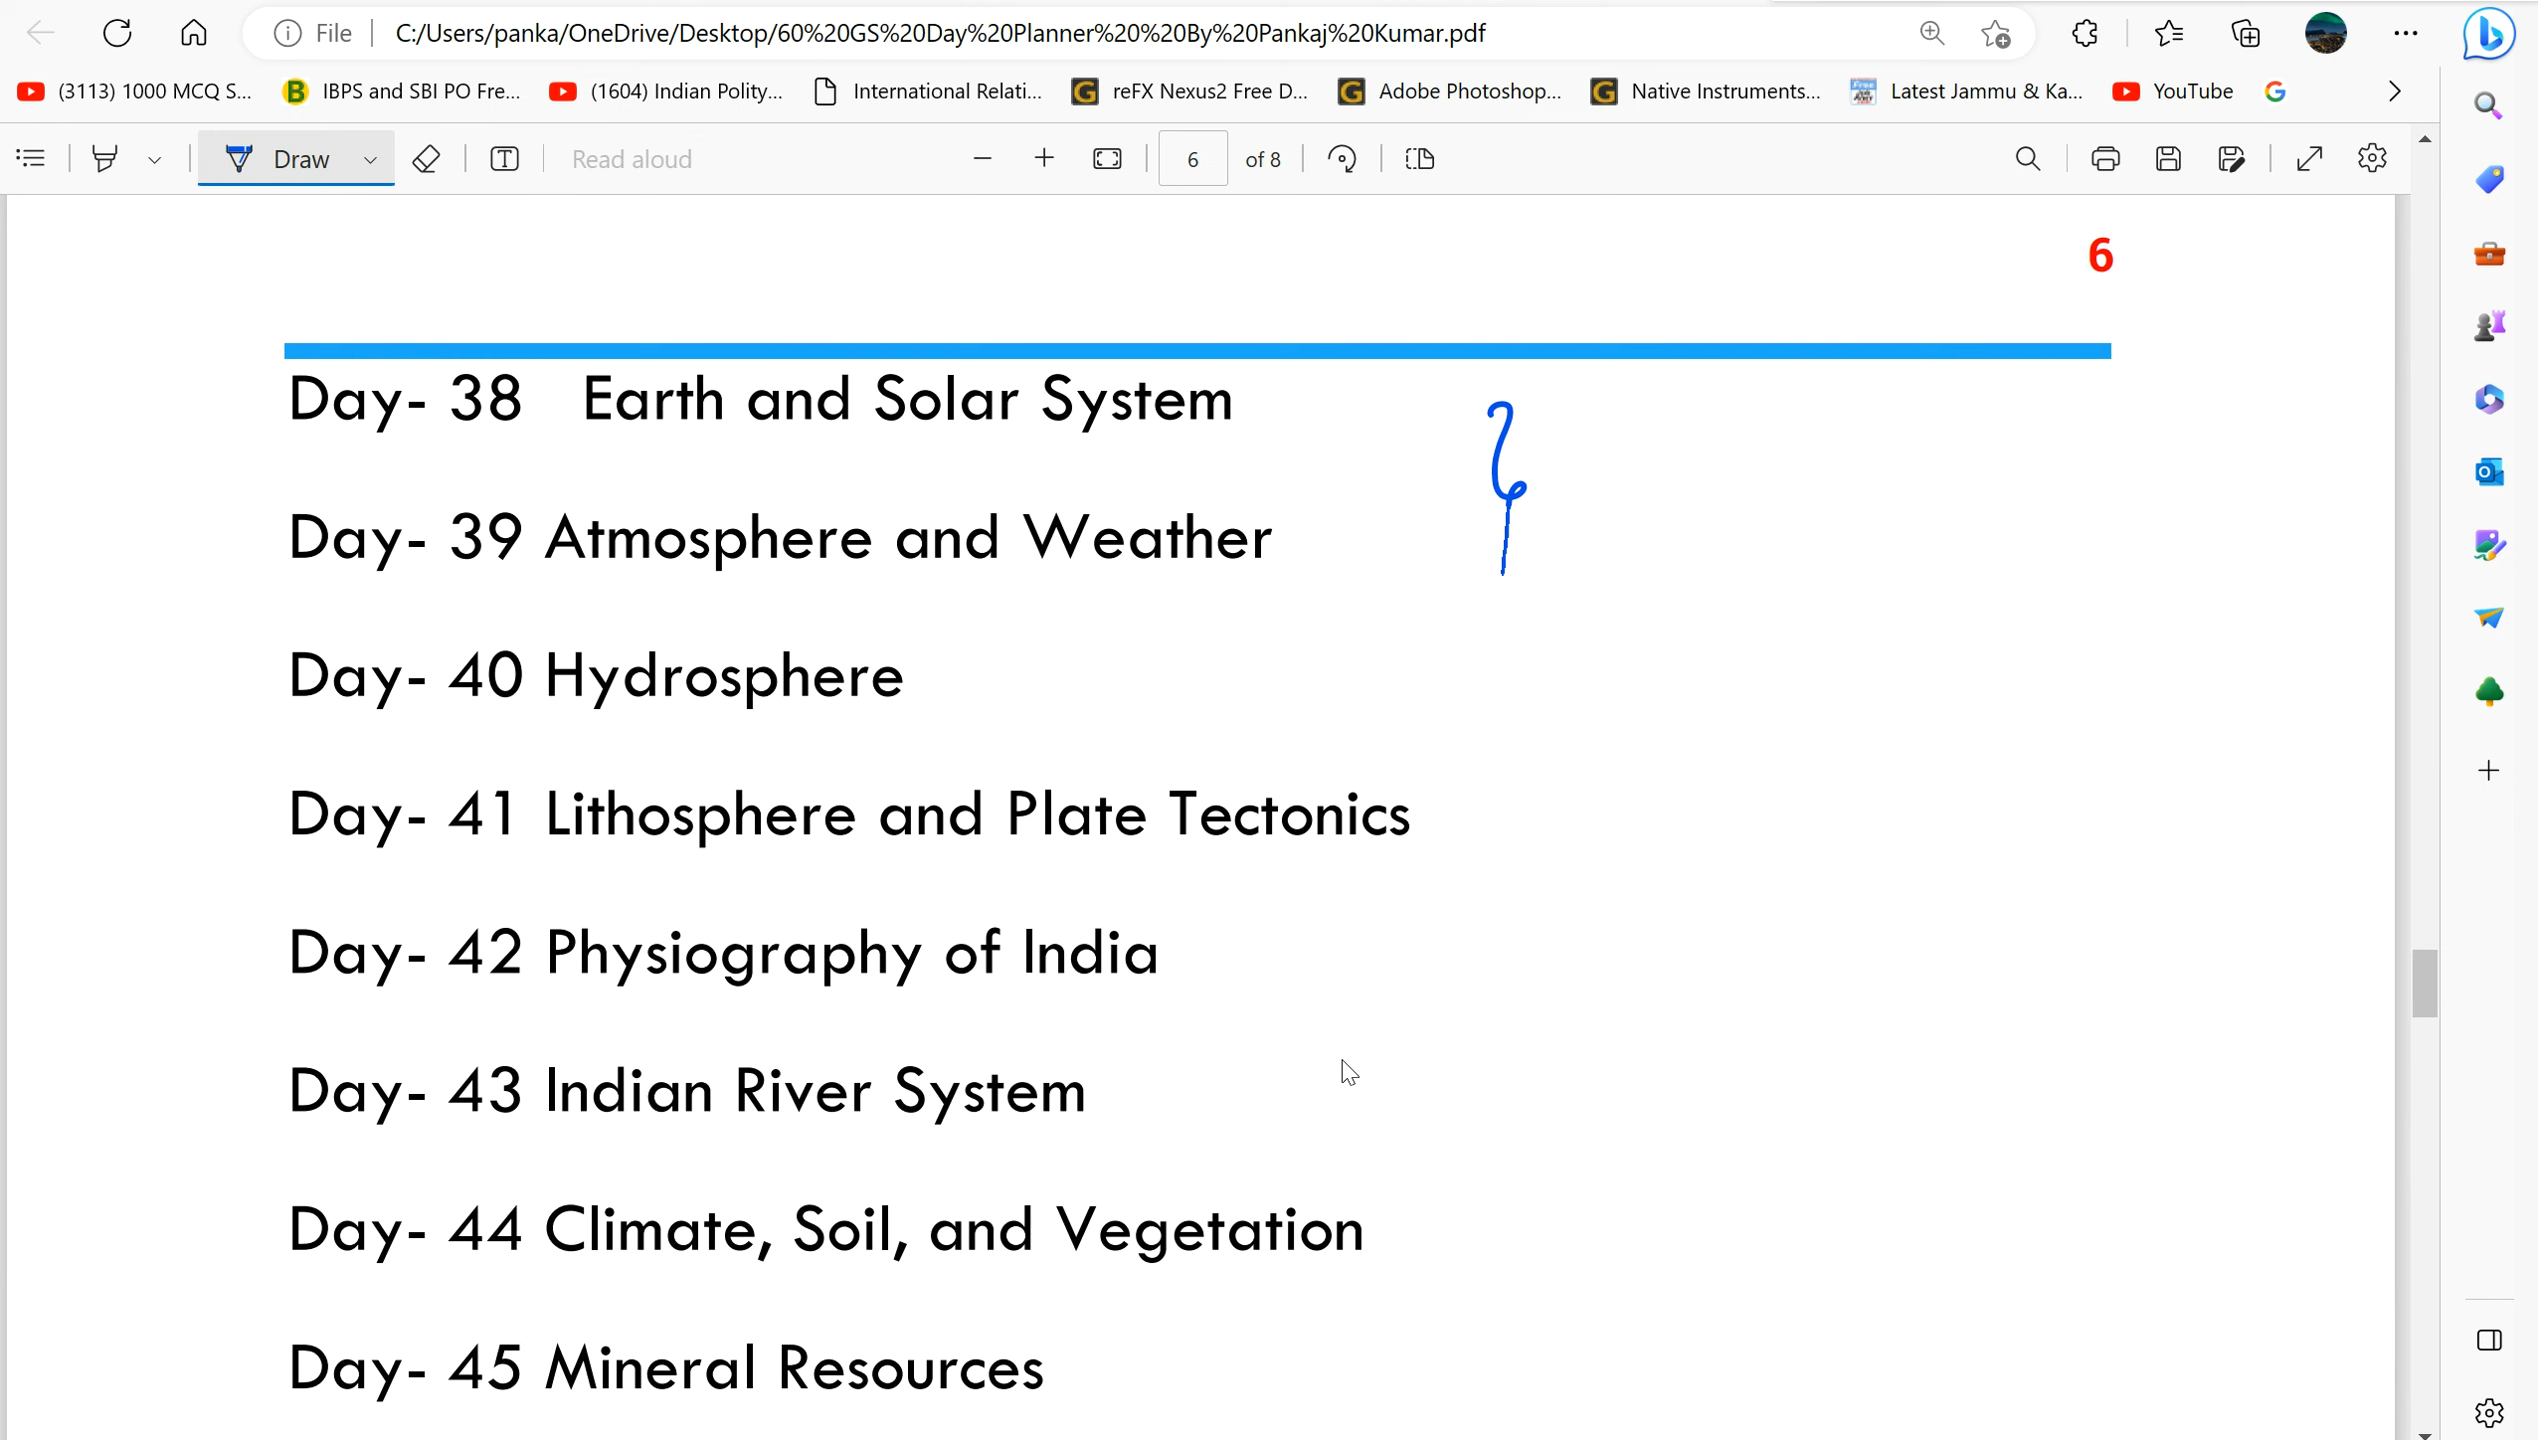 File C:/Users/panka/OneDrive/Desktop/60%20GS%20Day%20Planner%20%20By%20Pankaj%20Kumar.pdf
(3113) 1000 MCQ S... IBPS and SBI PO Fre... (1604) Indian Polity,... International Relati... reFX Nexus2 Free D... Adobe Photoshop... Native Instruments... Latest Jammu & Ka... YouTube
Draw Read aloud 6 of 8
6
Day- 38 Earth and Solar System
Day- 39 Atmosphere and Weather
Day- 40 Hydrosphere
Day- 41 Lithosphere and Plate Tectonics
Day- 42 Physiography of India
Day- 43 Indian River System
Day- 44 Climate, Soil, and Vegetation
Day- 45 Mineral Resources